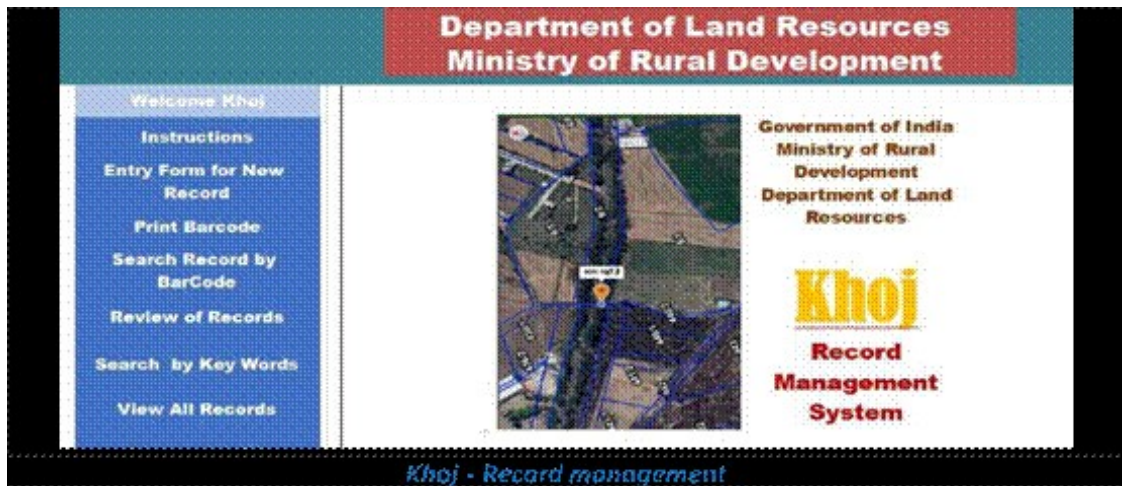 Department of Land Resources
Ministry of Rural Development
Welcome Khoj
Instructions
Entry Form for New
Record
Print Barcode
Search Record by
BarCode
Review of Records
Search by Key Words
View All Records
Government of India
Ministry of Rural
Development
Department of Land
Resources
Khoj
Record
Management
System
Khoj - Record management